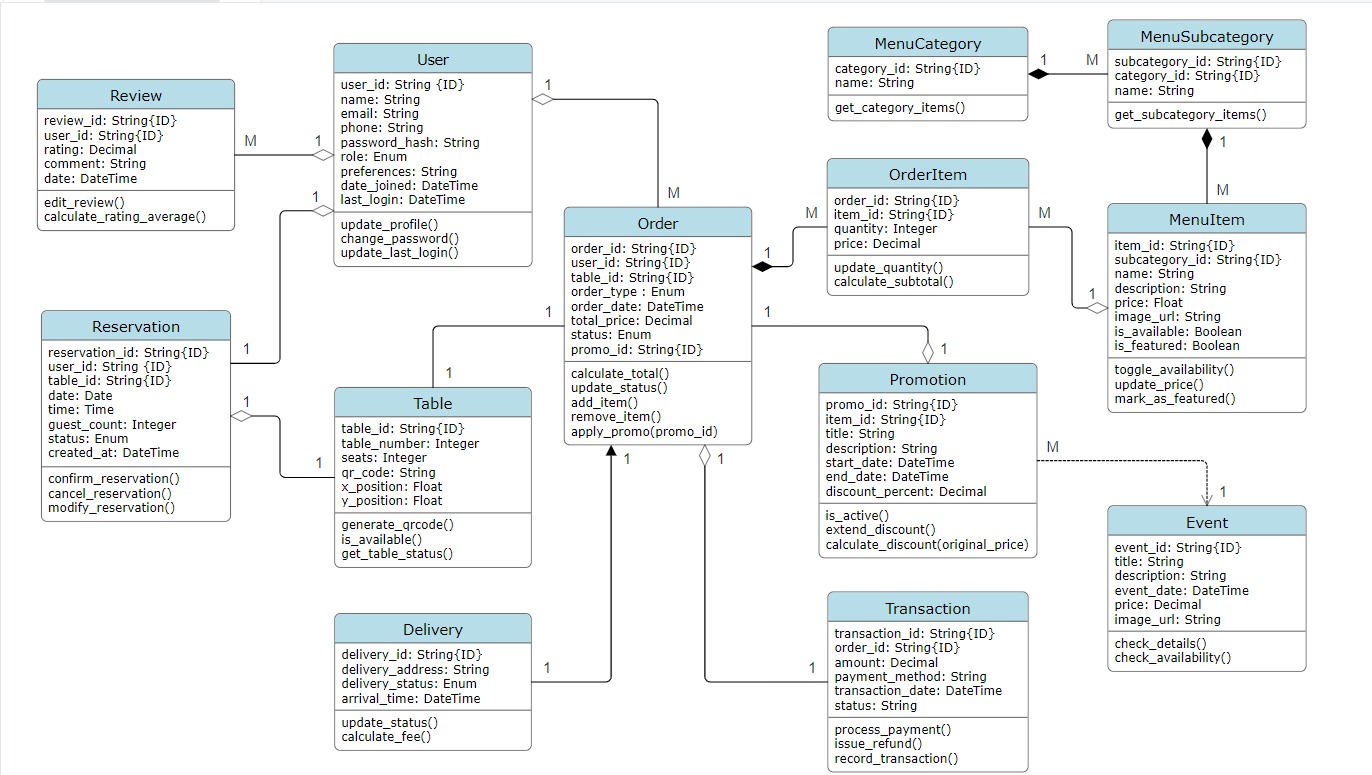 Review
review_id: String{ID}
user_id: String{ID}
rating: Decimal
comment: String
date: DateTime
edit_review()
calculate_rating_average()
M
1
User
user_id: String {ID}
name: String
email: String
phone: String
password_hash: String
role: Enum
preferences: String
date_joined: DateTime
last_login: DateTime
update_profile()
change_password()
update_last_login()
1
M
1
1
Reservation
reservation_id: String{ID}
user_id: String {ID}
table_id: String{ID}
date: Date
time: Time
guest_count: Integer
status: Enum
created_at: DateTime
confirm_reservation()
cancel_reservation()
modify_reservation()
1
1
Table
table_id: String{ID}
table_number: Integer
seats: Integer
qr_code: String
x_position: Float
y_position: Float
generate_qrcode()
is_available()
get_table_status()
1
1
Order
order_id: String{ID}
user_id: String{ID}
table_id: String{ID}
order_type : Enum
order_date: DateTime
total_price: Decimal
status: Enum
promo_id: String{ID}
calculate_total()
update_status()
add_item()
remove_item()
apply_promo(promo_id)
1
M
1
1
1
1
Delivery
delivery_id: String{ID}
delivery_address: String
delivery_status: Enum
arrival_time: DateTime
update_status()
calculate_fee()
1
1
MenuCategory
category_id: String{ID}
name: String
get_category_items()
1
M
MenuSubcategory
subcategory_id: String{ID}
category_id: String{ID}
name: String
get_subcategory_items()
1
M
OrderItem
order_id: String{ID}
item_id: String{ID}
quantity: Integer
price: Decimal
update_quantity()
calculate_subtotal()
M
1
MenuItem
item_id: String{ID}
subcategory_id: String{ID}
name: String
description: String
price: Float
image_url: String
is_available: Boolean
is_featured: Boolean
toggle_availability()
update_price()
mark_as_featured()
Promotion
promo_id: String{ID}
item_id: String{ID}
title: String
description: String
start_date: DateTime
end_date: DateTime
discount_percent: Decimal
is_active()
extend_discount()
calculate_discount(original_price)
M
1
Event
event_id: String{ID}
title: String
description: String
event_date: DateTime
price: Decimal
image_url: String
check_details()
check_availability()
Transaction
transaction_id: String{ID}
order_id: String{ID}
amount: Decimal
payment_method: String
transaction_date: DateTime
status: String
process_payment()
issue_refund()
record_transaction()